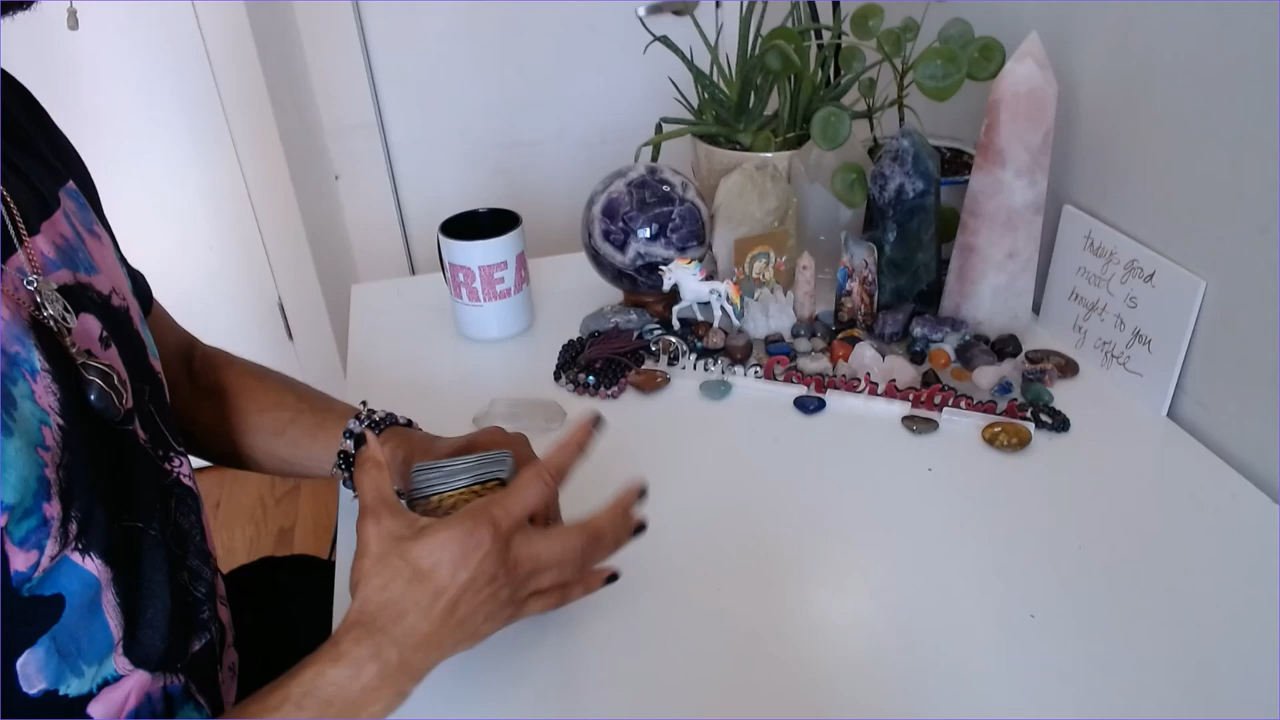 REA
Divine Conversations
today's good
mood is
brought to you
by coffee